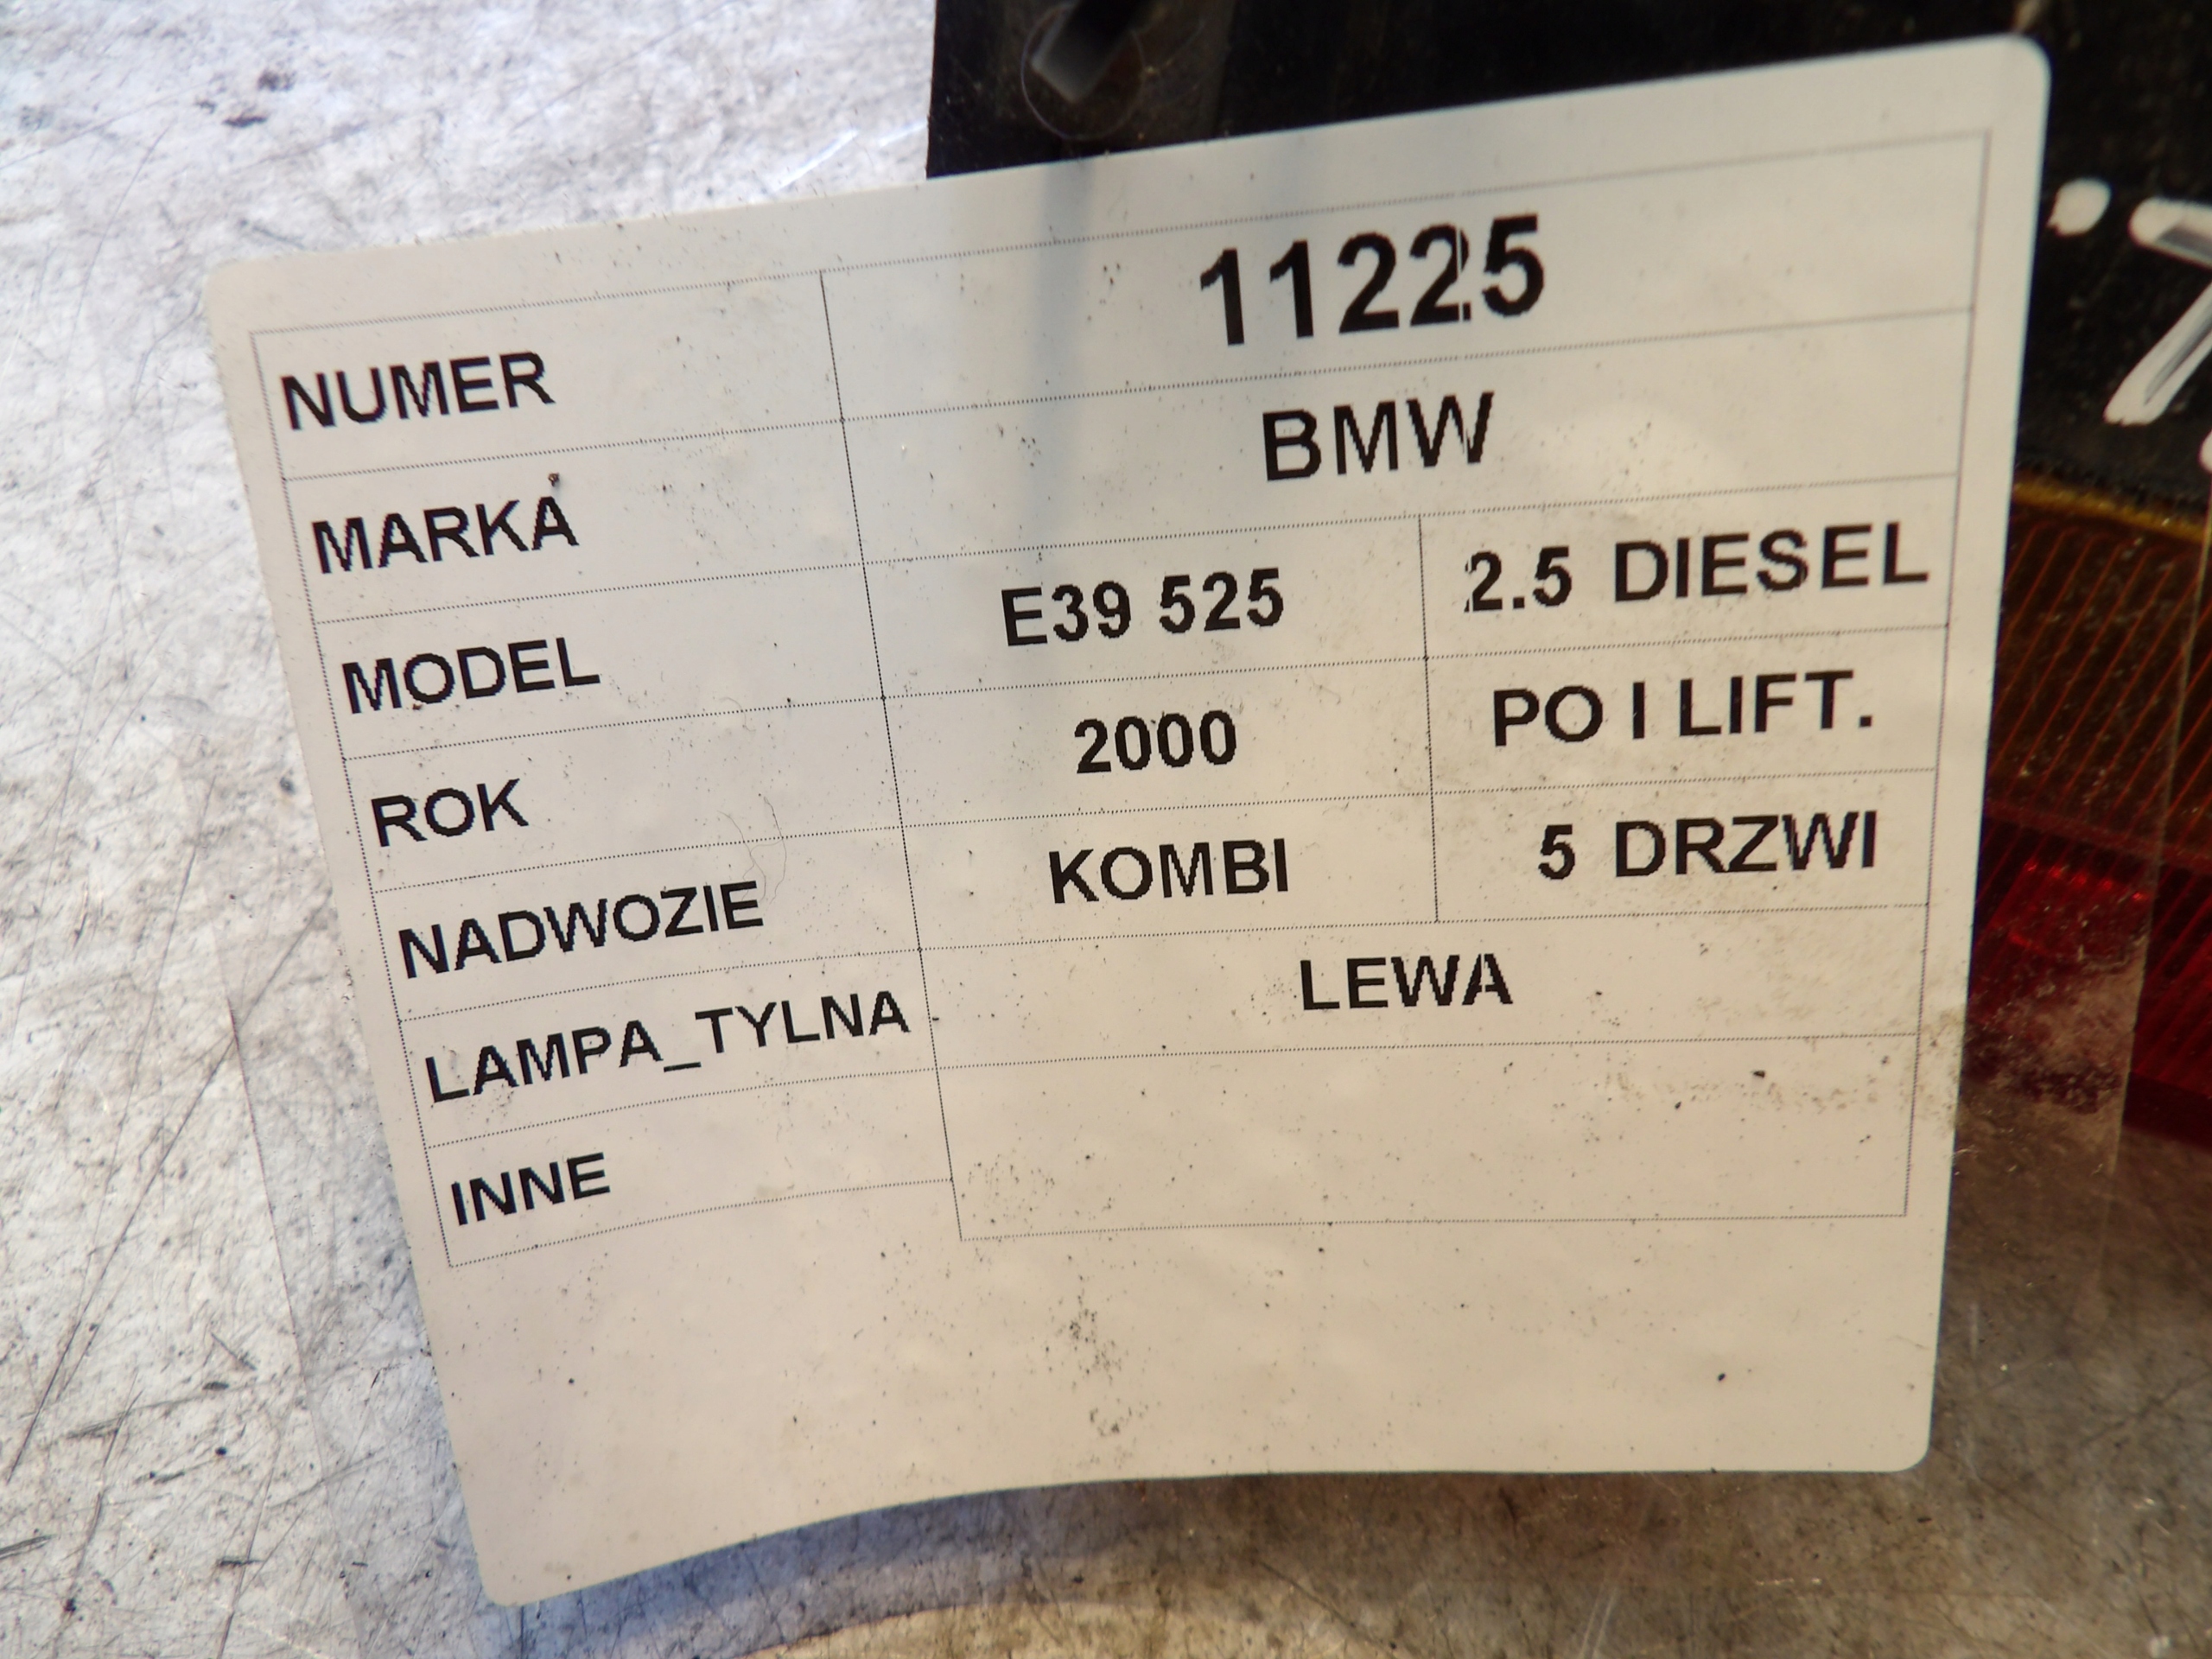 NUMER 11225
MARKA BMW
MODEL E39 525 2.5 DIESEL
ROK 2000 PO I LIFT.
NADWOZIE KOMBI 5 DRZWI
LAMPA_TYLNA LEWA
INNE